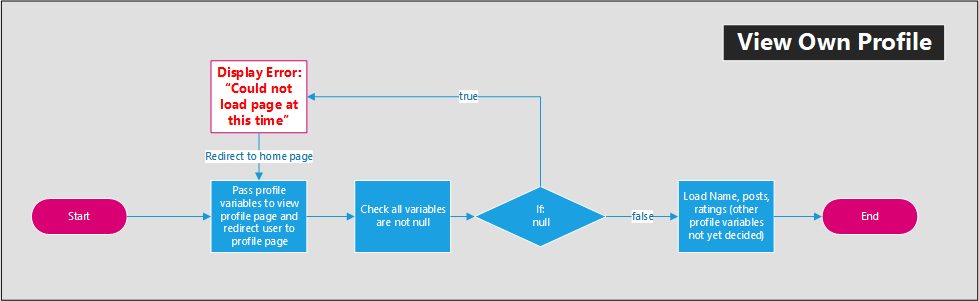 View Own Profile
Display Error:
“Could not
load page at
this time”
true
Redirect to home page
Start
Pass profile
variables to view
profile page and
redirect user to
profile page
Check all variables
are not null
If:
null
false
Load Name, posts,
ratings (other
profile variables
not yet decided)
End